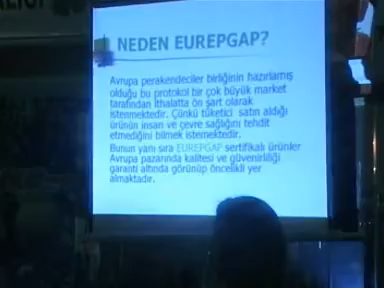 NEDEN EUREPGAP?
Avrupa perakendeciler birliğinin hazırlamış
olduğu bu protokol bir çok büyük market
tarafından ithalatta ön şart olarak
istenmektedir. Çünkü tüketici satın aldığı
ürünün insan ve çevre sağlığını tehdit
etmediğini bilmek istemektedir.
Bunun yanı sıra EUREPGAP sertifikalı ürünler
Avrupa pazarında kalitesi ve güvenirliliği
garanti altında görünüp öncelikli yer
almaktadır.